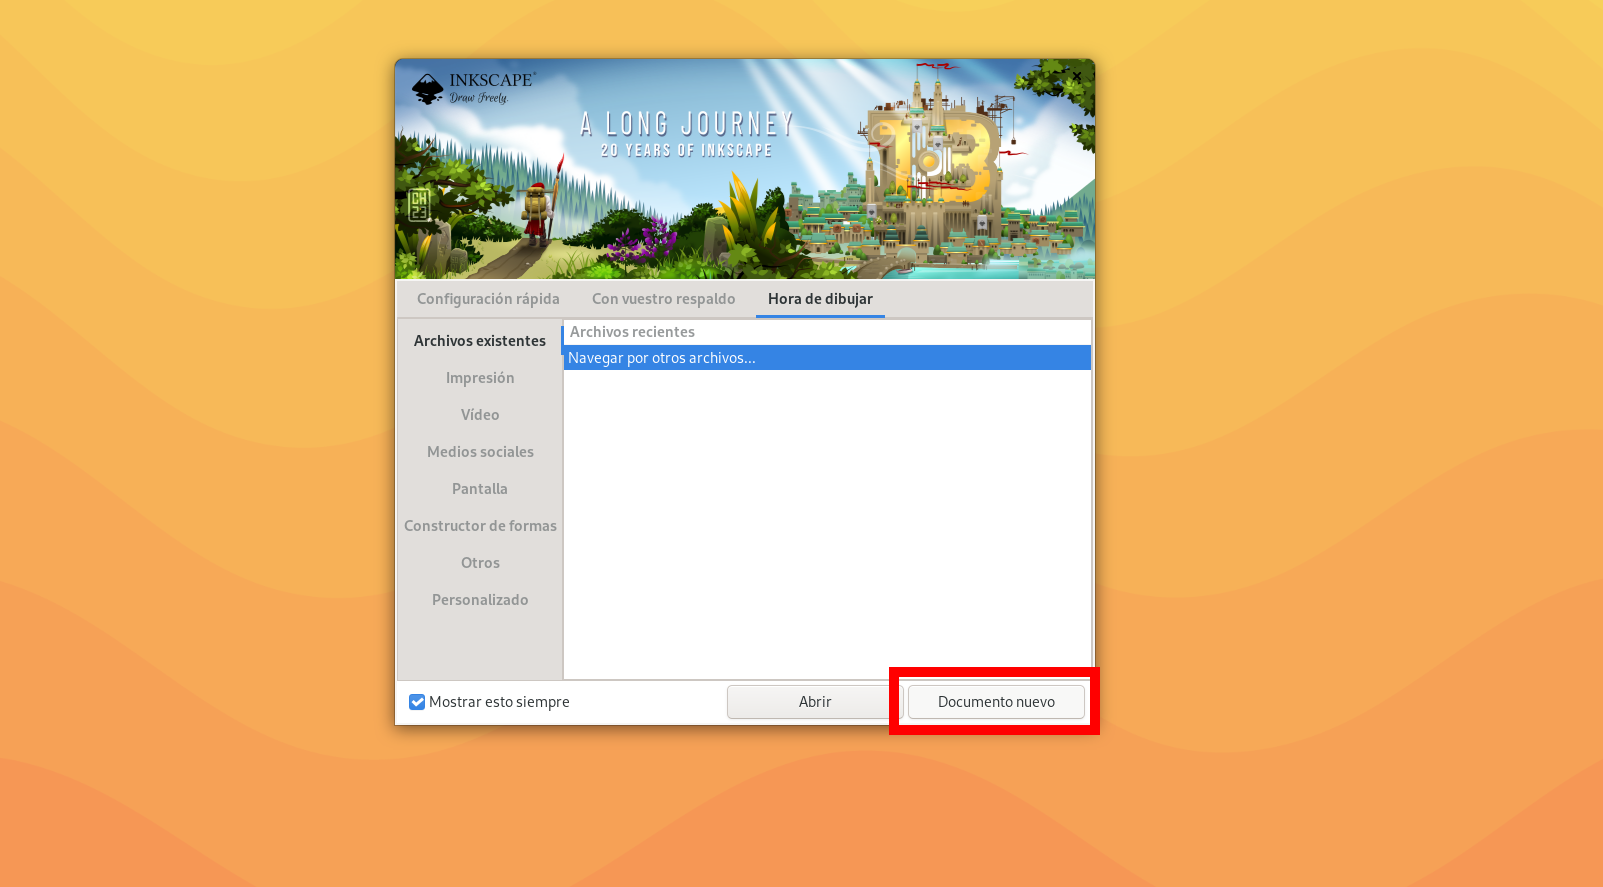 INKSCAPE
Draw Freely.
A LONG JOURNEY
20 YEARS OF INKSCAPE
CH
23
Configuración rápida
Con vuestro respaldo
Hora de dibujar
Archivos existentes
Impresión
Vídeo
Medios sociales
Pantalla
Constructor de formas
Otros
Personalizado
Archivos recientes
Navegar por otros archivos...
Mostrar esto siempre
Abrir
Documento nuevo